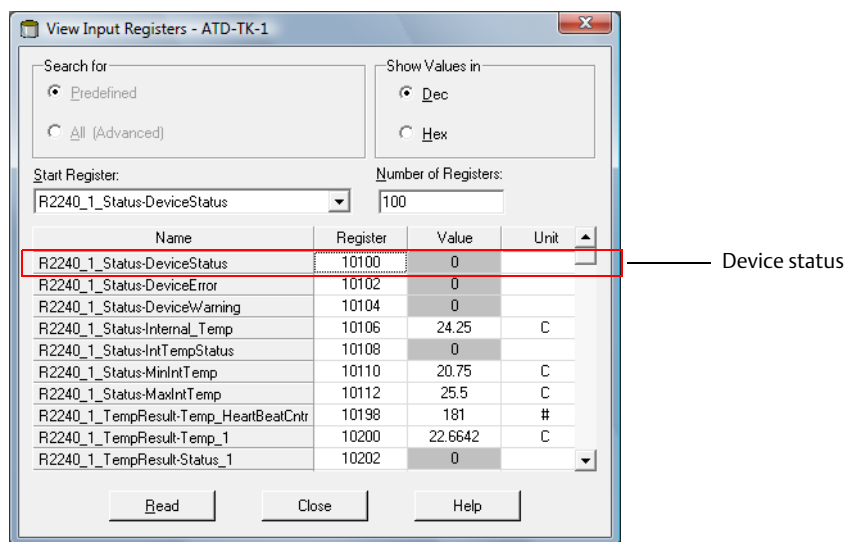 View Input Registers - ATD-TK-1
Search for
Predefined
All (Advanced)
Show Values in
Dec
Hex
Start Register:
R2240_1_Status-DeviceStatus
Number of Registers:
100
Name Register Value Unit
R2240_1_Status-DeviceStatus 10100 0
R2240_1_Status-DeviceError 10102 0
R2240_1_Status-DeviceWarning 10104 0
R2240_1_Status-Internal_Temp 10106 24.25 C
R2240_1_Status-IntTempStatus 10108 0
R2240_1_Status-MinIntTemp 10110 20.75 C
R2240_1_Status-MaxIntTemp 10112 25.5 C
R2240_1_TempResult-Temp_HeartBeatCntr 10198 181 #
R2240_1_TempResult-Temp_1 10200 22.6642 C
R2240_1_TempResult-Status_1 10202 0
Read Close Help
Device status